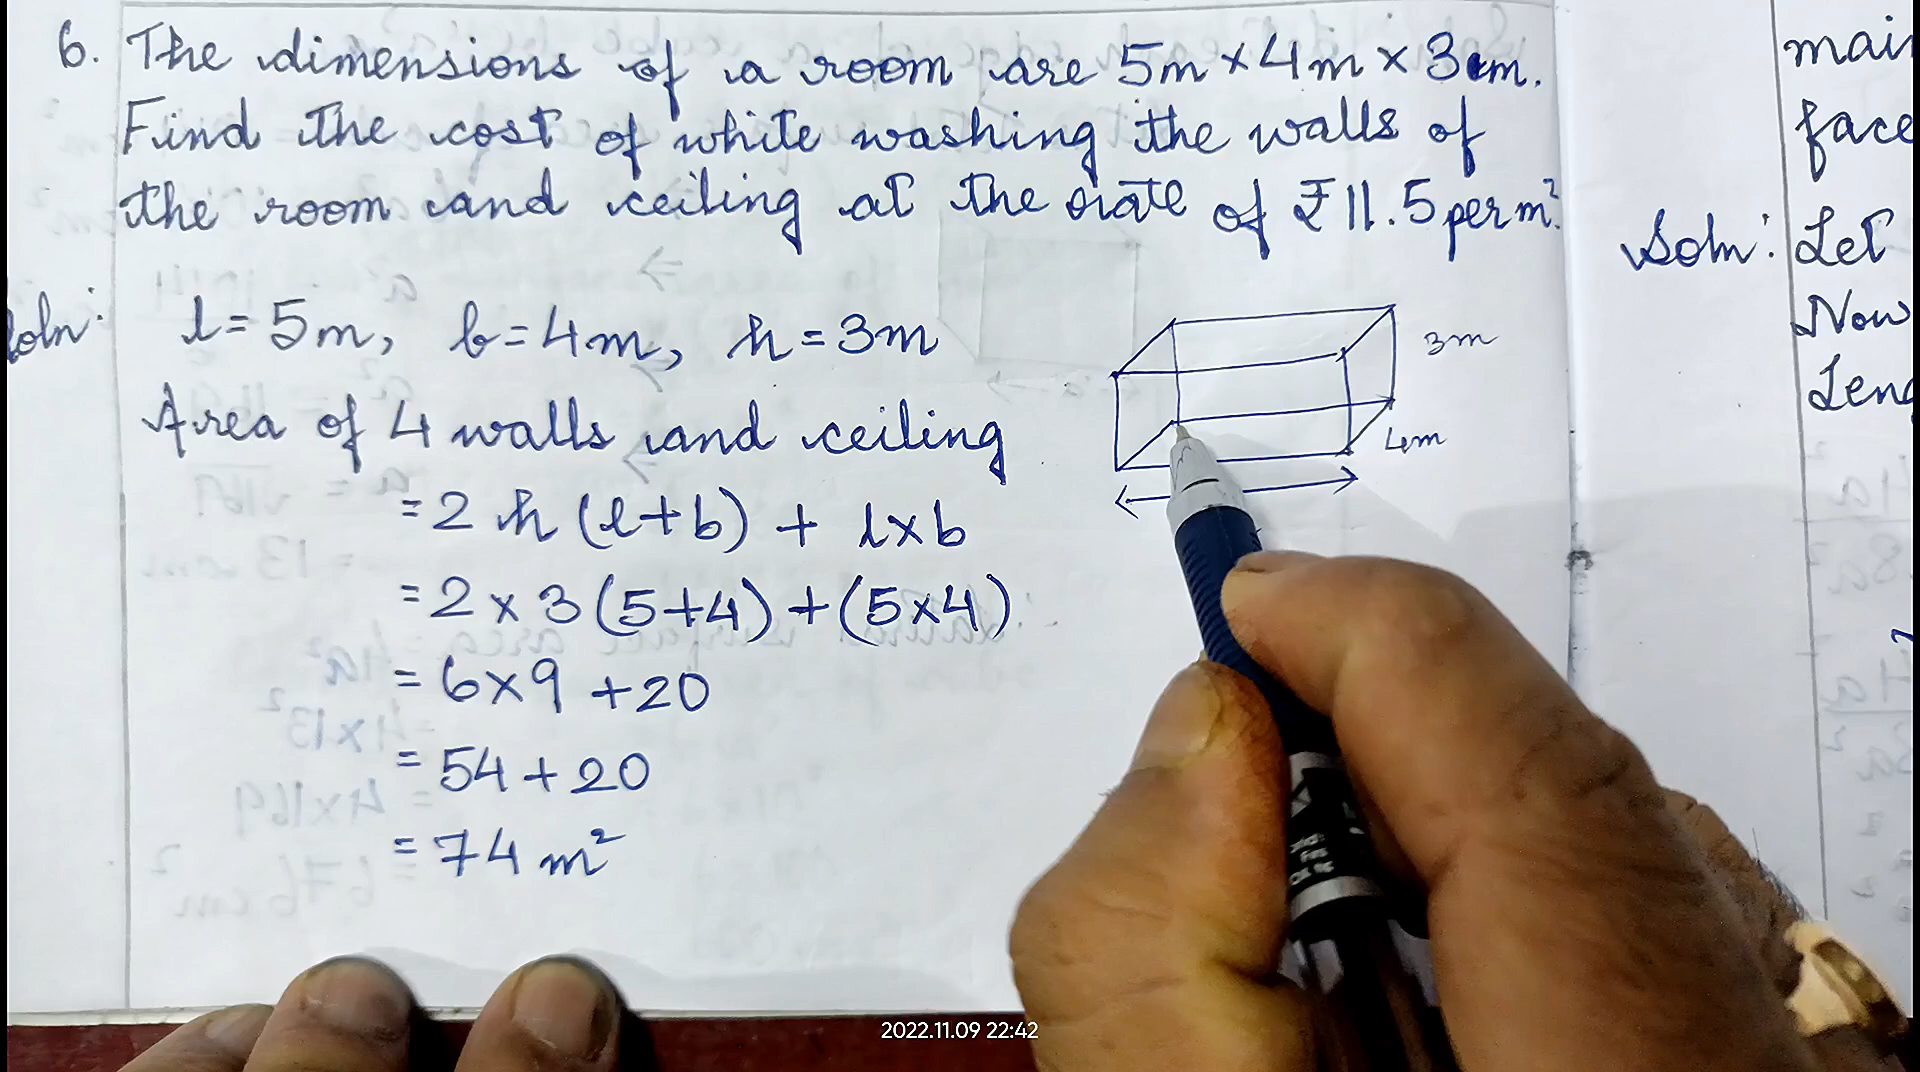 6. The dimensions of a room are 5m × 4m × 3m.
Find the cost of white washing the walls of
the room and ceiling at the rate of ₹ 11.5 per m².
Soln: l = 5m, b = 4m, h = 3m
3m
Area of 4 walls and ceiling
4m
= 2 h (l + b) + l × b
= 2 × 3 (5+4) + (5×4)
= 6×9 + 20
= 54 + 20
= 74 m²
mai
face
Soln: Let
Now
Leng
2022.11.09 22:42